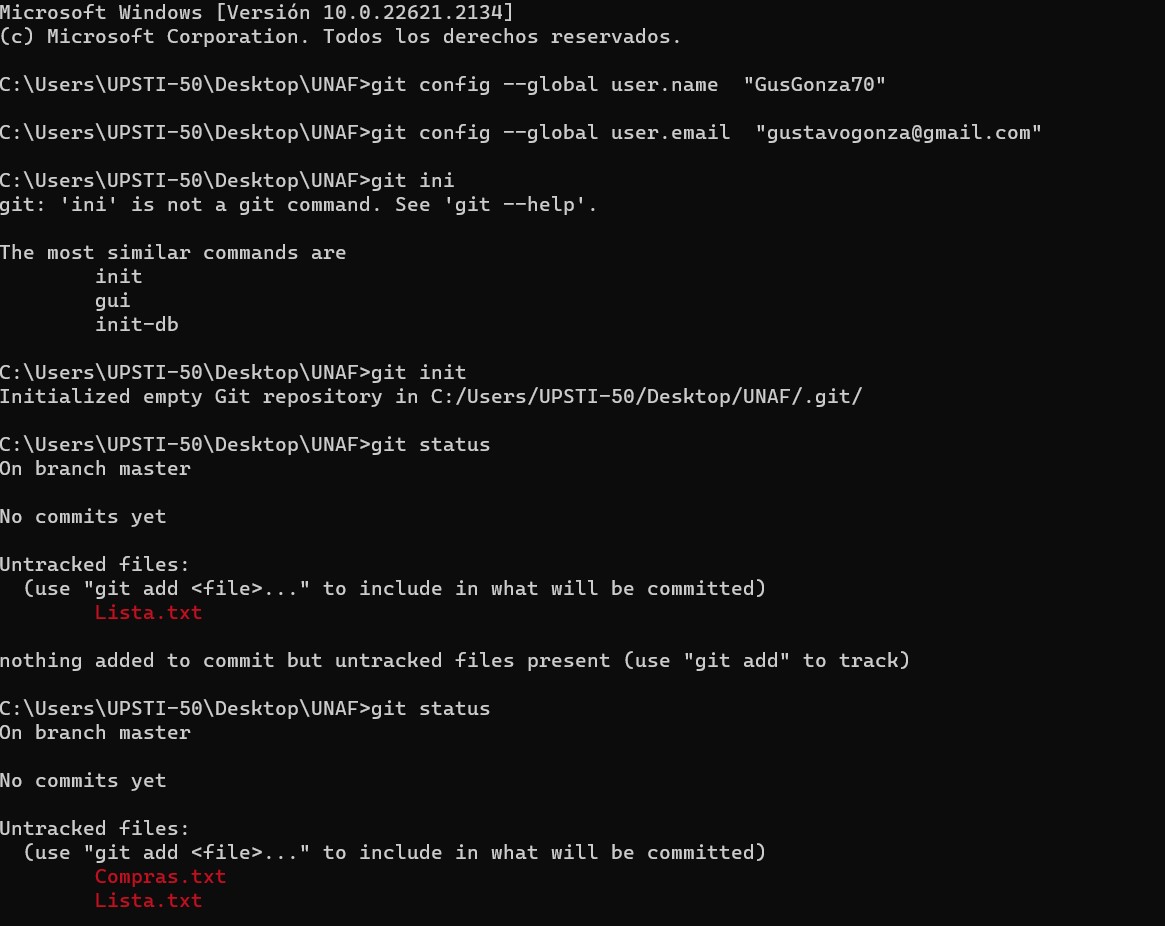 Microsoft Windows [Versión 10.0.22621.2134]
(c) Microsoft Corporation. Todos los derechos reservados.
C:\Users\UPSTI-50\Desktop\UNAF>git config --global user.name  "GusGonza70"
C:\Users\UPSTI-50\Desktop\UNAF>git config --global user.email  "gustavogonza@gmail.com"
C:\Users\UPSTI-50\Desktop\UNAF>git ini
git: 'ini' is not a git command. See 'git --help'.
The most similar commands are
init
gui
init-db
C:\Users\UPSTI-50\Desktop\UNAF>git init
Initialized empty Git repository in C:/Users/UPSTI-50/Desktop/UNAF/.git/
C:\Users\UPSTI-50\Desktop\UNAF>git status
On branch master
No commits yet
Untracked files:
(use "git add <file>..." to include in what will be committed)
Lista.txt
nothing added to commit but untracked files present (use "git add" to track)
C:\Users\UPSTI-50\Desktop\UNAF>git status
On branch master
No commits yet
Untracked files:
(use "git add <file>..." to include in what will be committed)
Compras.txt
Lista.txt